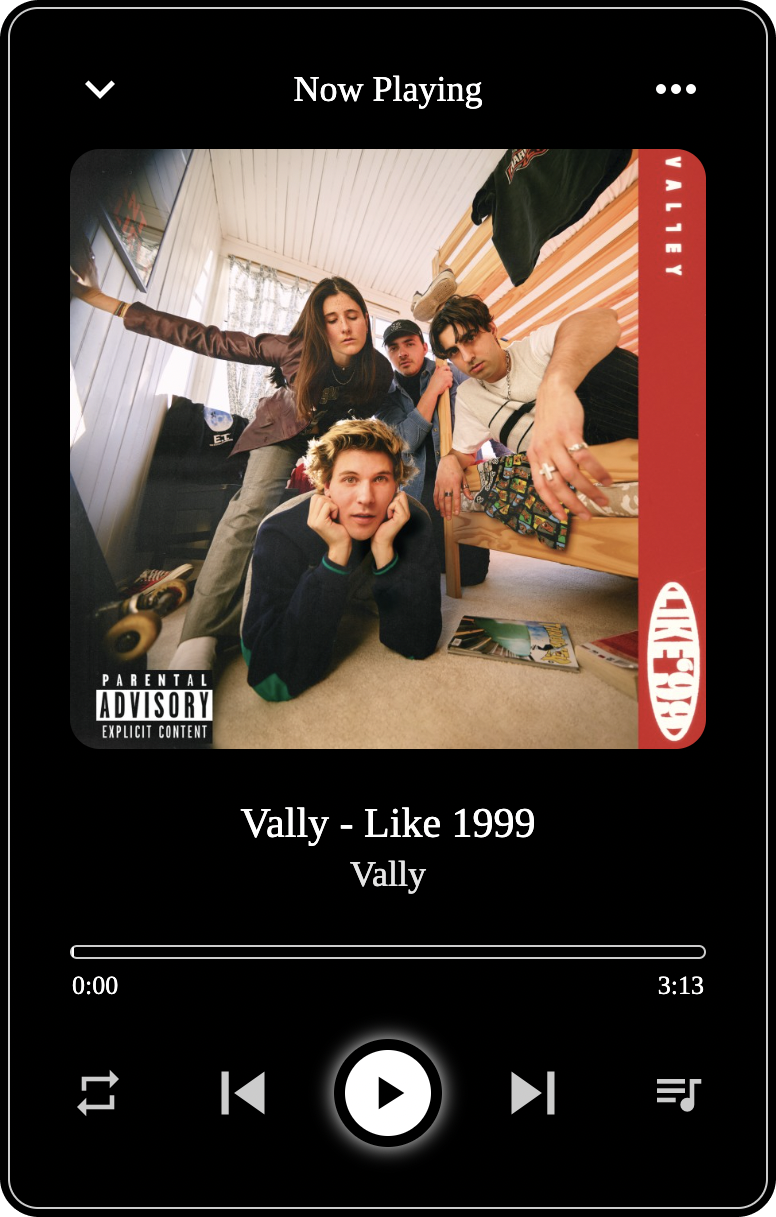 Now Playing
VALLEY
E.T.
PARENTAL
ADVISORY
EXPLICIT CONTENT
LIKE 1999
Vally - Like 1999
Vally
0:00
3:13